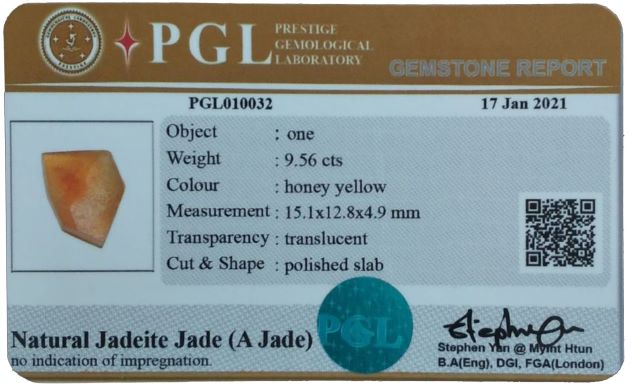 PGL
PRESTIGE
GEMOLOGICAL
LABORATORY
GEMSTONE REPORT
PGL010032 17 Jan 2021
Object : one
Weight : 9.56 cts
Colour : honey yellow
Measurement : 15.1x12.8x4.9 mm
Transparency : translucent
Cut & Shape : polished slab
PGL
Natural Jadeite Jade (A Jade)
no indication of impregnation.
Stephen Yan @ Myint Htun
B.A(Eng), DGI, FGA(London)